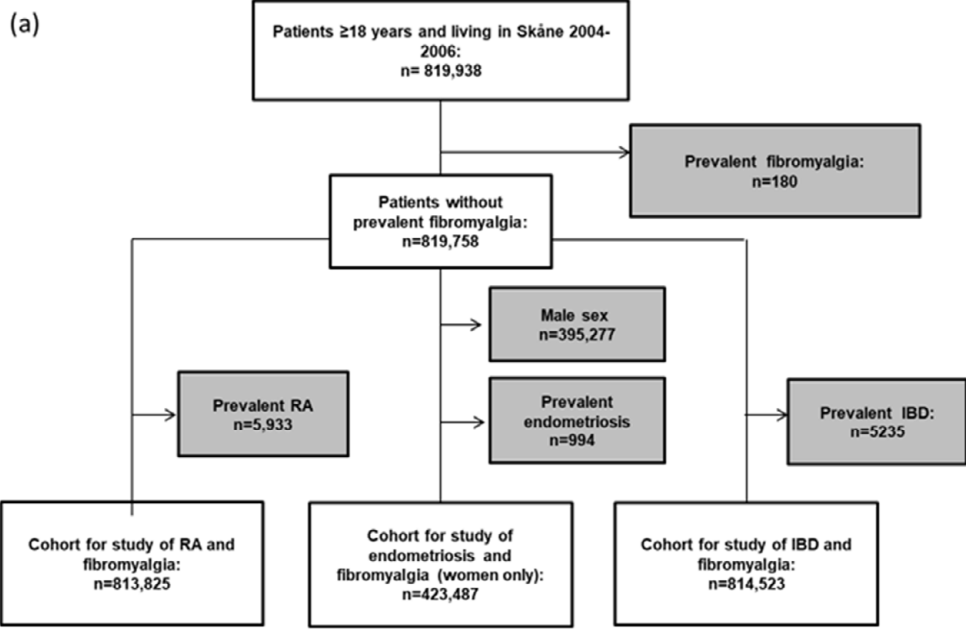 (a)
Patients ≥18 years and living in Skåne 2004-
2006:
n= 819,938
Prevalent fibromyalgia:
n=180
Patients without
prevalent fibromyalgia:
n=819,758
Male sex
n=395,277
Prevalent RA
n=5,933
Prevalent
endometriosis
n=994
Prevalent IBD:
n=5235
Cohort for study of RA and
fibromyalgia:
n=813,825
Cohort for study of
endometriosis and
fibromyalgia (women only):
n=423,487
Cohort for study of IBD and
fibromyalgia:
n=814,523